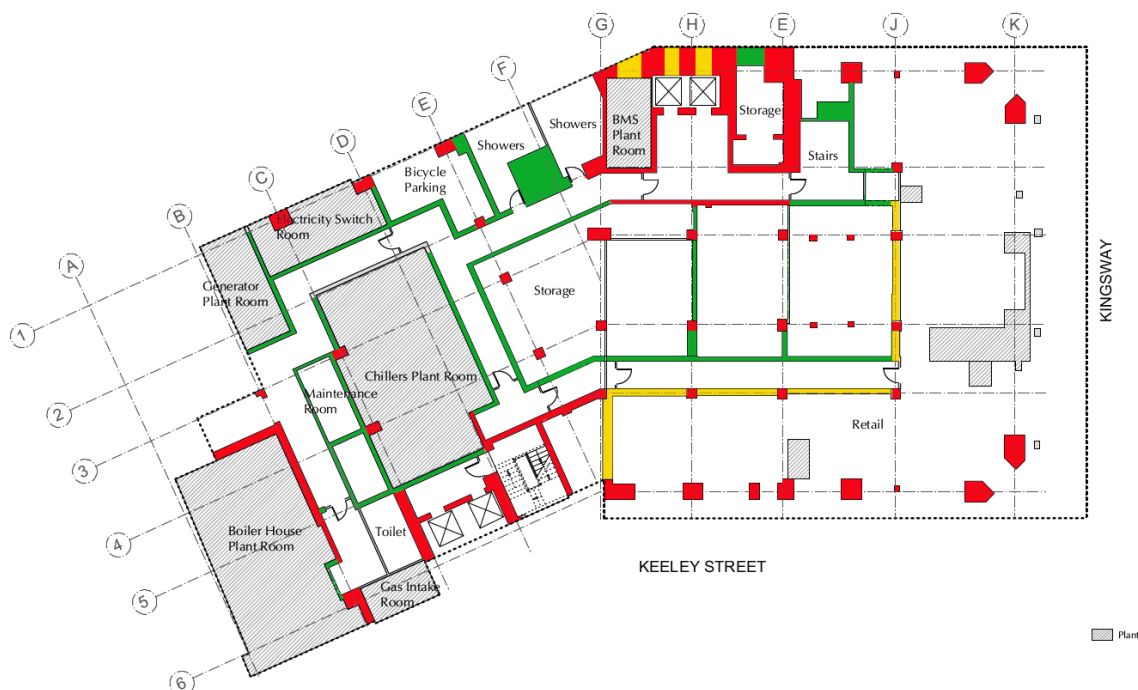 G
H
E
J
K
F
E
D
C
B
A
Showers
Showers
BMS
Plant
Room
Storage
Stairs
Bicycle
Parking
Electricity Switch
Room
Generator
Plant Room
Storage
KINGSWAY
1
2
3
4
5
6
Chillers Plant Room
Maintenance
Room
Retail
Boiler House
Plant Room
Toilet
Gas Intake
Room
KEELEY STREET
Plant